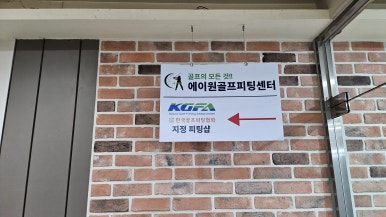 골프의 모든 것!!
에이원골프피팅센터
KGFA
한국골프피팅협회
지정 피팅샵